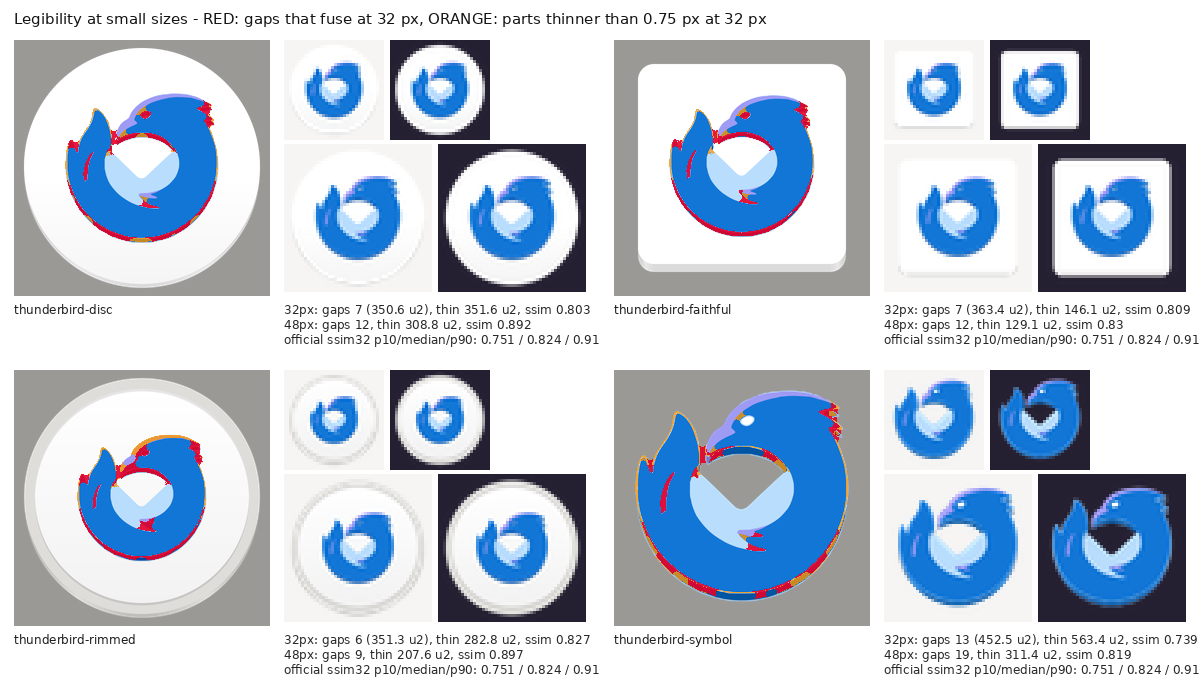 Legibility at small sizes - RED: gaps that fuse at 32 px, ORANGE: parts thinner than 0.75 px at 32 px
thunderbird-disc
32px: gaps 7 (350.6 u2), thin 351.6 u2, ssim 0.803
48px: gaps 12, thin 308.8 u2, ssim 0.892
official ssim32 p10/median/p90: 0.751 / 0.824 / 0.91
thunderbird-faithful
32px: gaps 7 (363.4 u2), thin 146.1 u2, ssim 0.809
48px: gaps 12, thin 129.1 u2, ssim 0.83
official ssim32 p10/median/p90: 0.751 / 0.824 / 0.91
thunderbird-rimmed
32px: gaps 6 (351.3 u2), thin 282.8 u2, ssim 0.827
48px: gaps 9, thin 207.6 u2, ssim 0.897
official ssim32 p10/median/p90: 0.751 / 0.824 / 0.91
thunderbird-symbol
32px: gaps 13 (452.5 u2), thin 563.4 u2, ssim 0.739
48px: gaps 19, thin 311.4 u2, ssim 0.819
official ssim32 p10/median/p90: 0.751 / 0.824 / 0.91